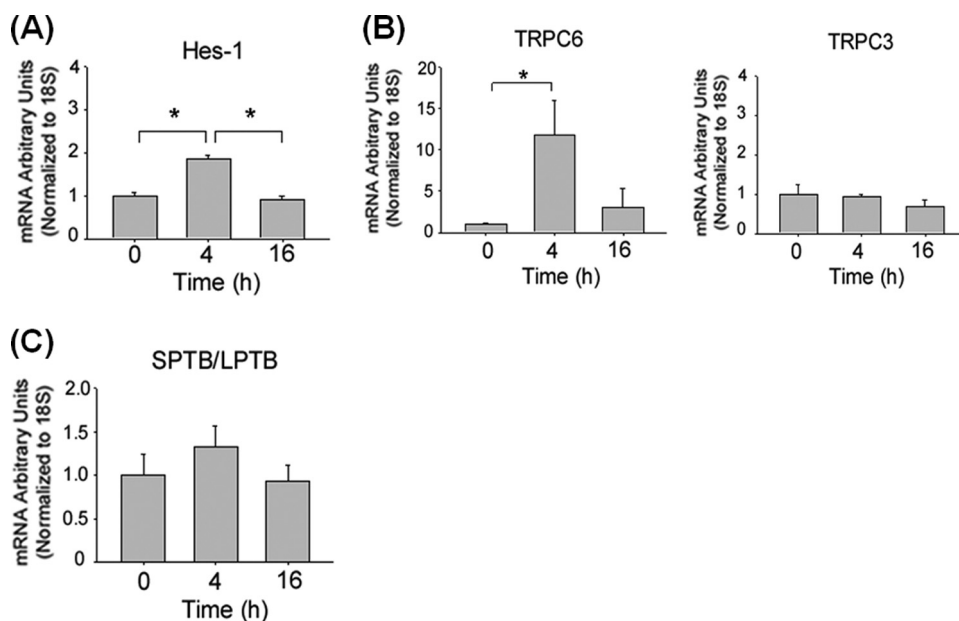 (A)
Hes-1
mRNA Arbitrary Units
(Normalized to 18S)
4
3
2
1
0
* *
0 4 16
Time (h)
(B)
TRPC6
mRNA Arbitrary Units
(Normalized to 18S)
20
15
10
5
0
*
0 4 16
Time (h)
TRPC3
mRNA Arbitrary Units
(Normalized to 18S)
4
3
2
1
0
0 4 16
Time (h)
(C)
SPTB/LPTB
mRNA Arbitrary Units
(Normalized to 18S)
2.0
1.5
1.0
0.5
0
0 4 16
Time (h)